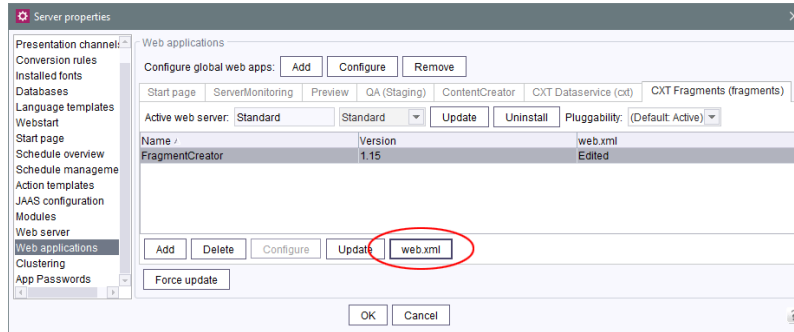 Server properties
Presentation channels
Conversion rules
Installed fonts
Databases
Language templates
Webstart
Start page
Schedule overview
Schedule manageme
Action templates
JAAS configuration
Modules
Web server
Web applications
Clustering
App Passwords
Web applications
Configure global web apps: Add Configure Remove
Start page ServerMonitoring Preview QA (Staging) ContentCreator CXT Dataservice (cxt) CXT Fragments (fragments)
Active web server: Standard Standard Update Uninstall Pluggability: (Default: Active)
Name Version web.xml
FragmentCreator 1.15 Edited
Add Delete Configure Update web.xml
Force update
OK Cancel